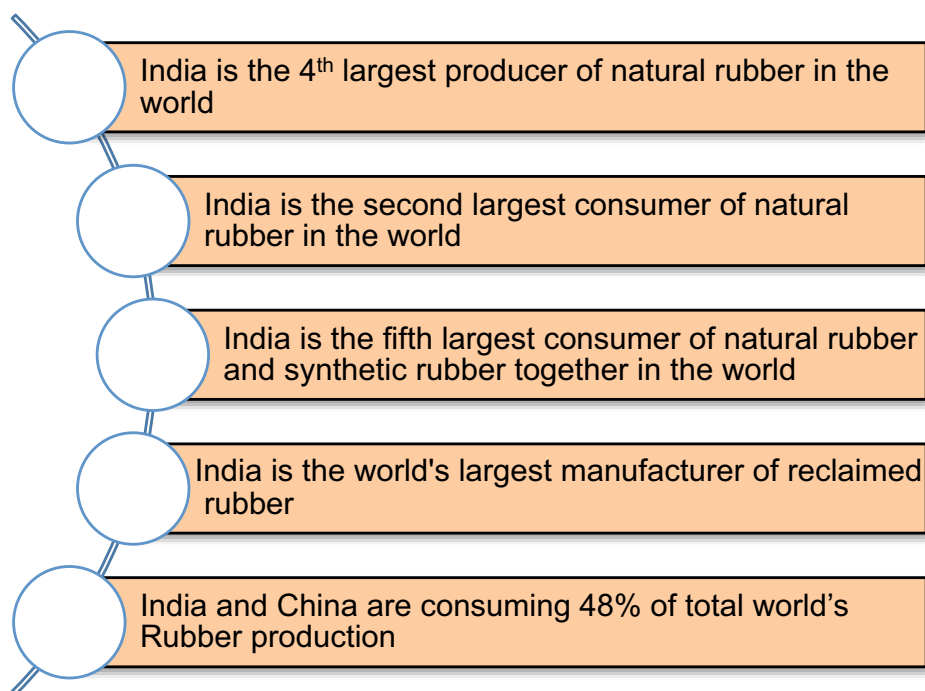 India is the 4th largest producer of natural rubber in the
world
India is the second largest consumer of natural
rubber in the world
India is the fifth largest consumer of natural rubber
and synthetic rubber together in the world
India is the world's largest manufacturer of reclaimed
rubber
India and China are consuming 48% of total world’s
Rubber production